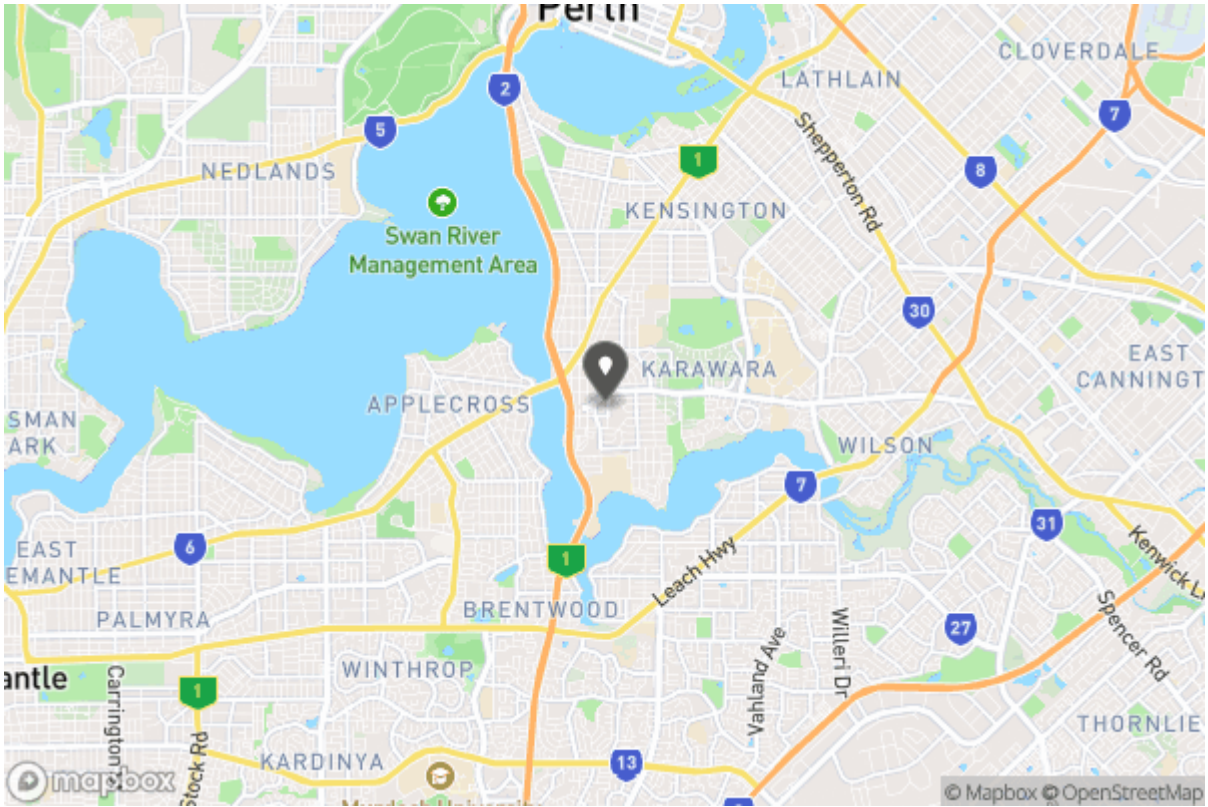 Perth
CLOVERDALE
LATHLAIN
2
7
5
Shepperton Rd
1
8
NEDLANDS
KENSINGTON
Swan River
Management Area
30
KARAWARA
EAST
CANNINGT
APPLECROSS
SMAN
ARK
WILSON
7
31
6
EAST
EMANTLE
1
Leach Hwy
Kenwick L
BRENTWOOD
PALMYRA
Spencer Rd
27
Willeri Dr
Vahland Ave
WINTHROP
antle
1
Carrington
THORNLIE
Stock Rd
KARDINYA
13
mapbox
Murdoch University
© Mapbox © OpenStreetMap